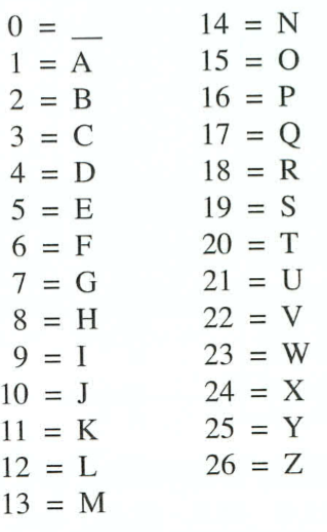 0 = __
1 = A
2 = B
3 = C
4 = D
5 = E
6 = F
7 = G
8 = H
9 = I
10 = J
11 = K
12 = L
13 = M
14 = N
15 = O
16 = P
17 = Q
18 = R
19 = S
20 = T
21 = U
22 = V
23 = W
24 = X
25 = Y
26 = Z